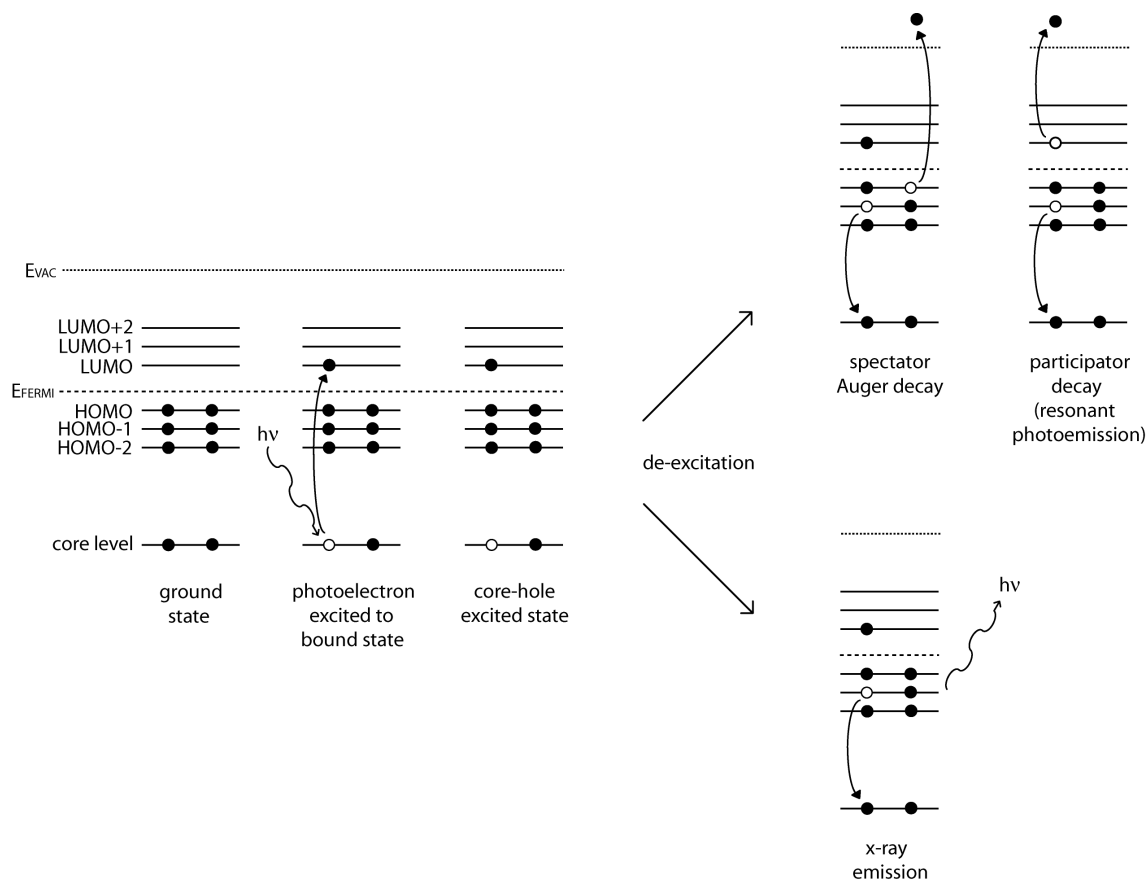 EVAC
LUMO+2
LUMO+1
LUMO
EFERMI
HOMO
HOMO-1
HOMO-2
hν
core level
ground
state
photoelectron
excited to
bound state
core-hole
excited state
de-excitation
spectator
Auger decay
participator
decay
(resonant
photoemission)
hν
x-ray
emission